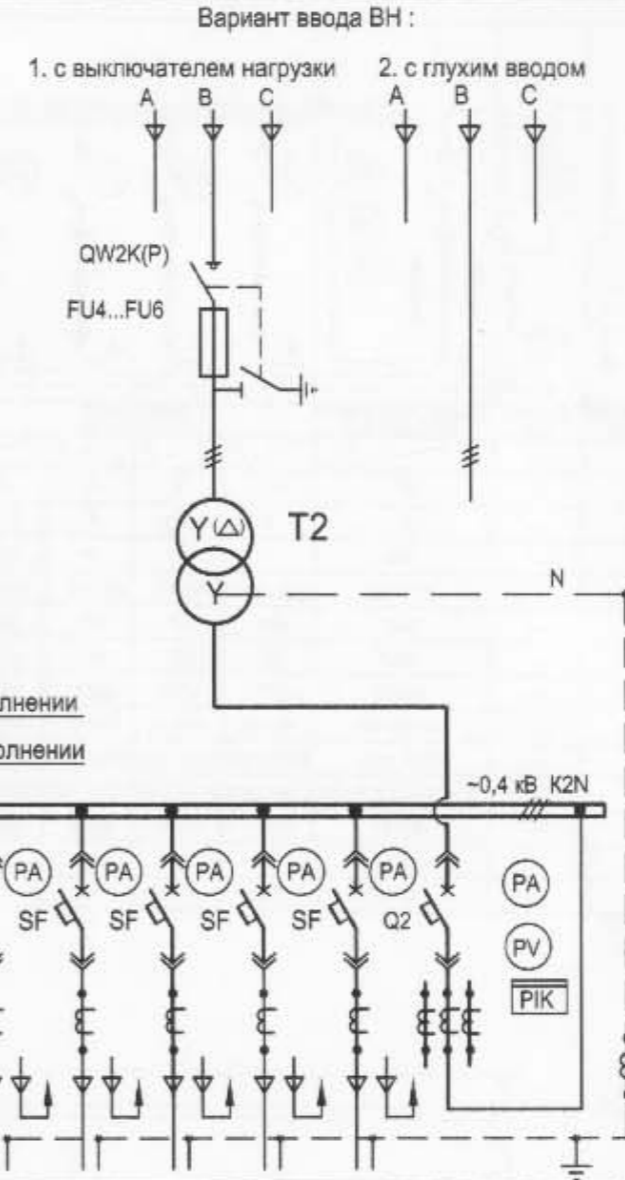 Вариант ввода ВН :
1. с выключателем нагрузки 2. с глухим вводом
A B C A B C
QW2K(P)
FU4...FU6
Y(△) T2
Y
N
лнении
олнении
~0,4 кВ K2N
PA PA PA PA PA PA
SF SF SF SF Q2
PV
PIK